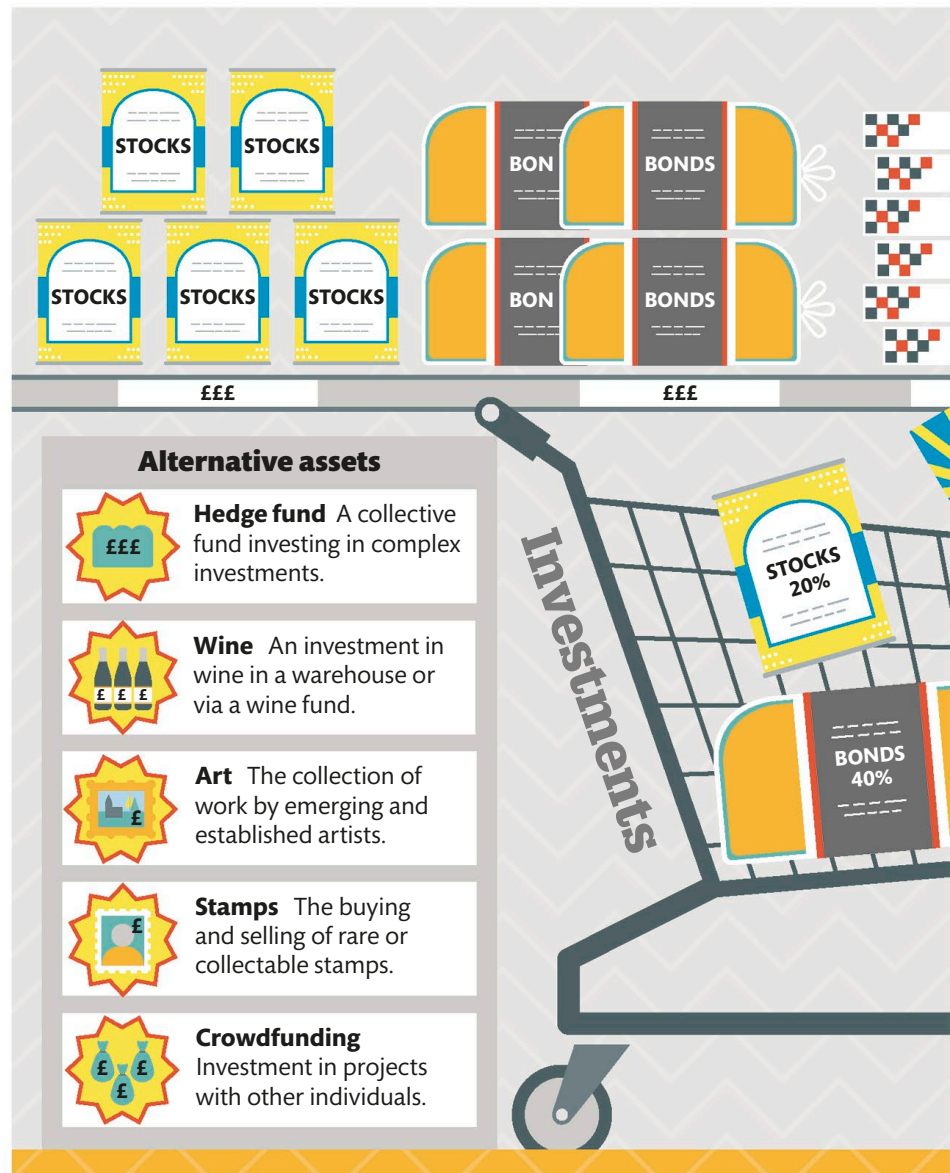 STOCKS
STOCKS
STOCKS
STOCKS
STOCKS
BON
BONDS
BON
BONDS
£££
£££
Alternative assets
£££
Hedge fund A collective
fund investing in complex
investments.
£ £ £
Wine An investment in
wine in a warehouse or
via a wine fund.
£
Art The collection of
work by emerging and
established artists.
£
Stamps The buying
and selling of rare or
collectable stamps.
£ £
£
Crowdfunding
Investment in projects
with other individuals.
Investments
STOCKS
20%
BONDS
40%